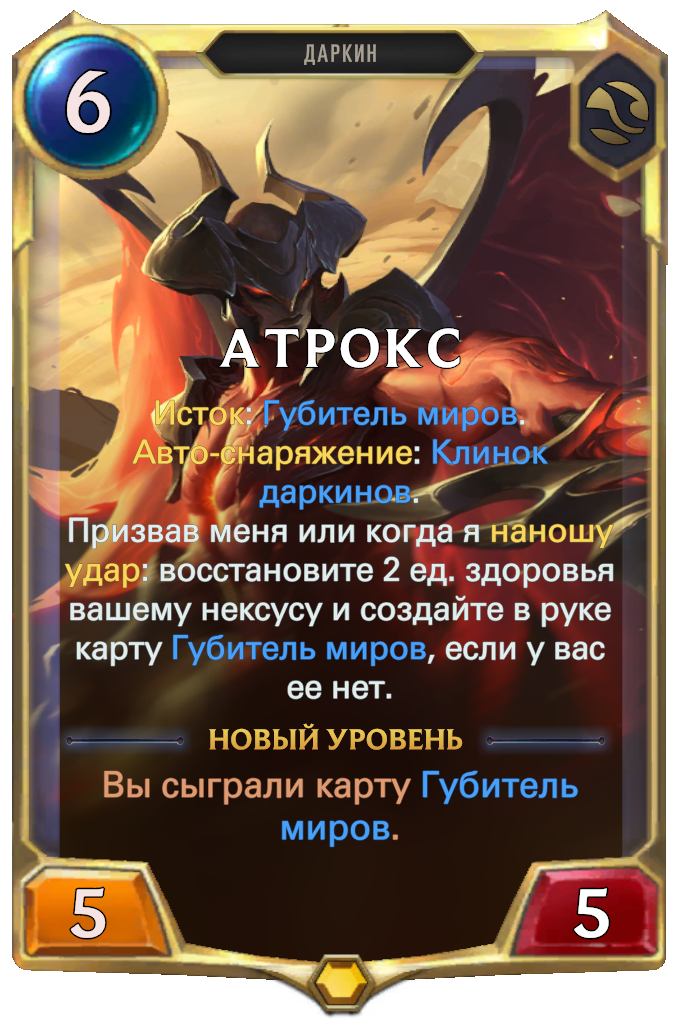 ДАРКИН
6
АТРОКС
Исток: Губитель миров.
Авто-снаряжение: Клинок
даркинов.
Призвав меня или когда я наношу
удар: восстановите 2 ед. здоровья
вашему нексусу и создайте в руке
карту Губитель миров, если у вас
ее нет.
НОВЫЙ УРОВЕНЬ
Вы сыграли карту Губитель
миров.
5
5